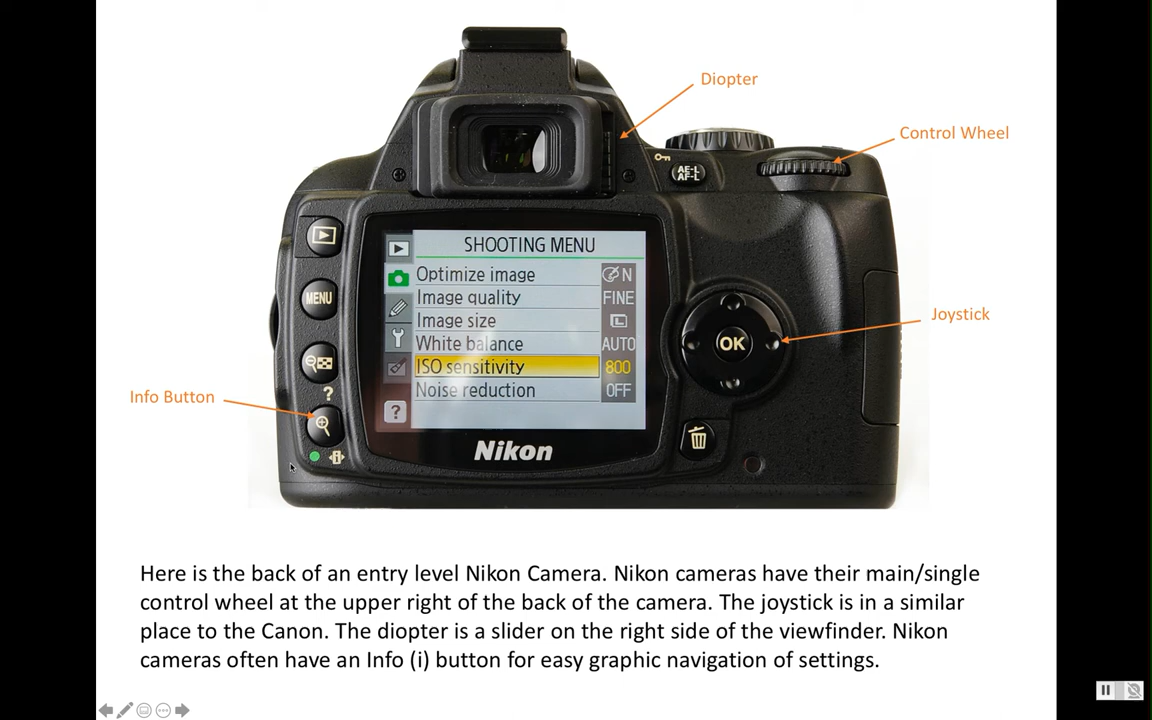 Diopter
Control Wheel
AE-L
AF-L
SHOOTING MENU
Optimize image N
Image quality FINE
MENU
Image size L
Joystick
White balance AUTO
OK
ISO sensitivity 800
Noise reduction OFF
?
Info Button
?
Nikon
i
Here is the back of an entry level Nikon Camera. Nikon cameras have their main/single
control wheel at the upper right of the back of the camera. The joystick is in a similar
place to the Canon. The diopter is a slider on the right side of the viewfinder. Nikon
cameras often have an Info (i) button for easy graphic navigation of settings.